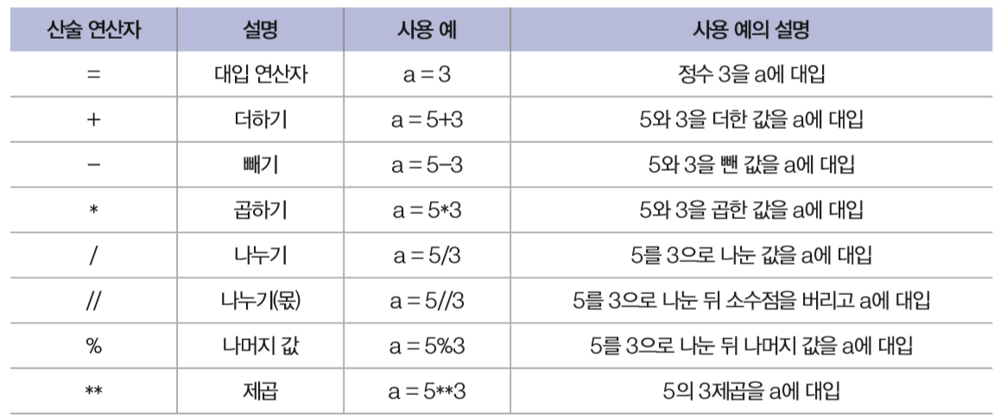 산술 연산자 설명 사용 예 사용 예의 설명
= 대입 연산자 a = 3 정수 3을 a에 대입
+ 더하기 a = 5+3 5와 3을 더한 값을 a에 대입
− 빼기 a = 5−3 5와 3을 뺀 값을 a에 대입
* 곱하기 a = 5*3 5와 3을 곱한 값을 a에 대입
/ 나누기 a = 5/3 5를 3으로 나눈 값을 a에 대입
// 나누기(몫) a = 5//3 5를 3으로 나눈 뒤 소수점을 버리고 a에 대입
% 나머지 값 a = 5%3 5를 3으로 나눈 뒤 나머지 값을 a에 대입
** 제곱 a = 5**3 5의 3제곱을 a에 대입